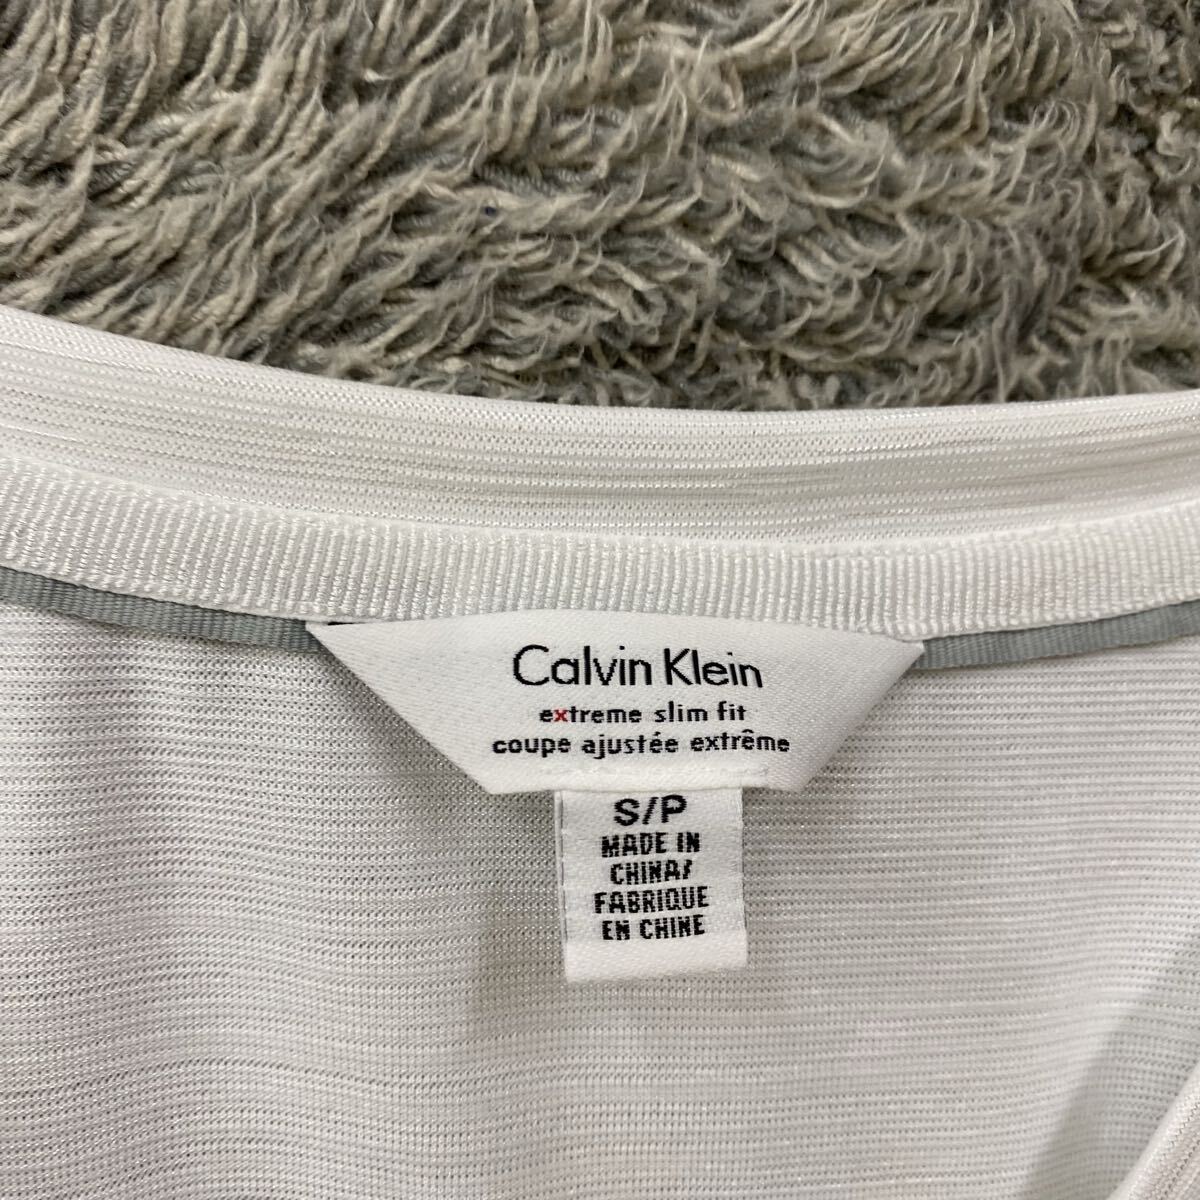 Calvin Klein
extreme slim fit
coupe ajustée extrême
S/P
MADE IN
CHINA/
FABRIQUE
EN CHINE